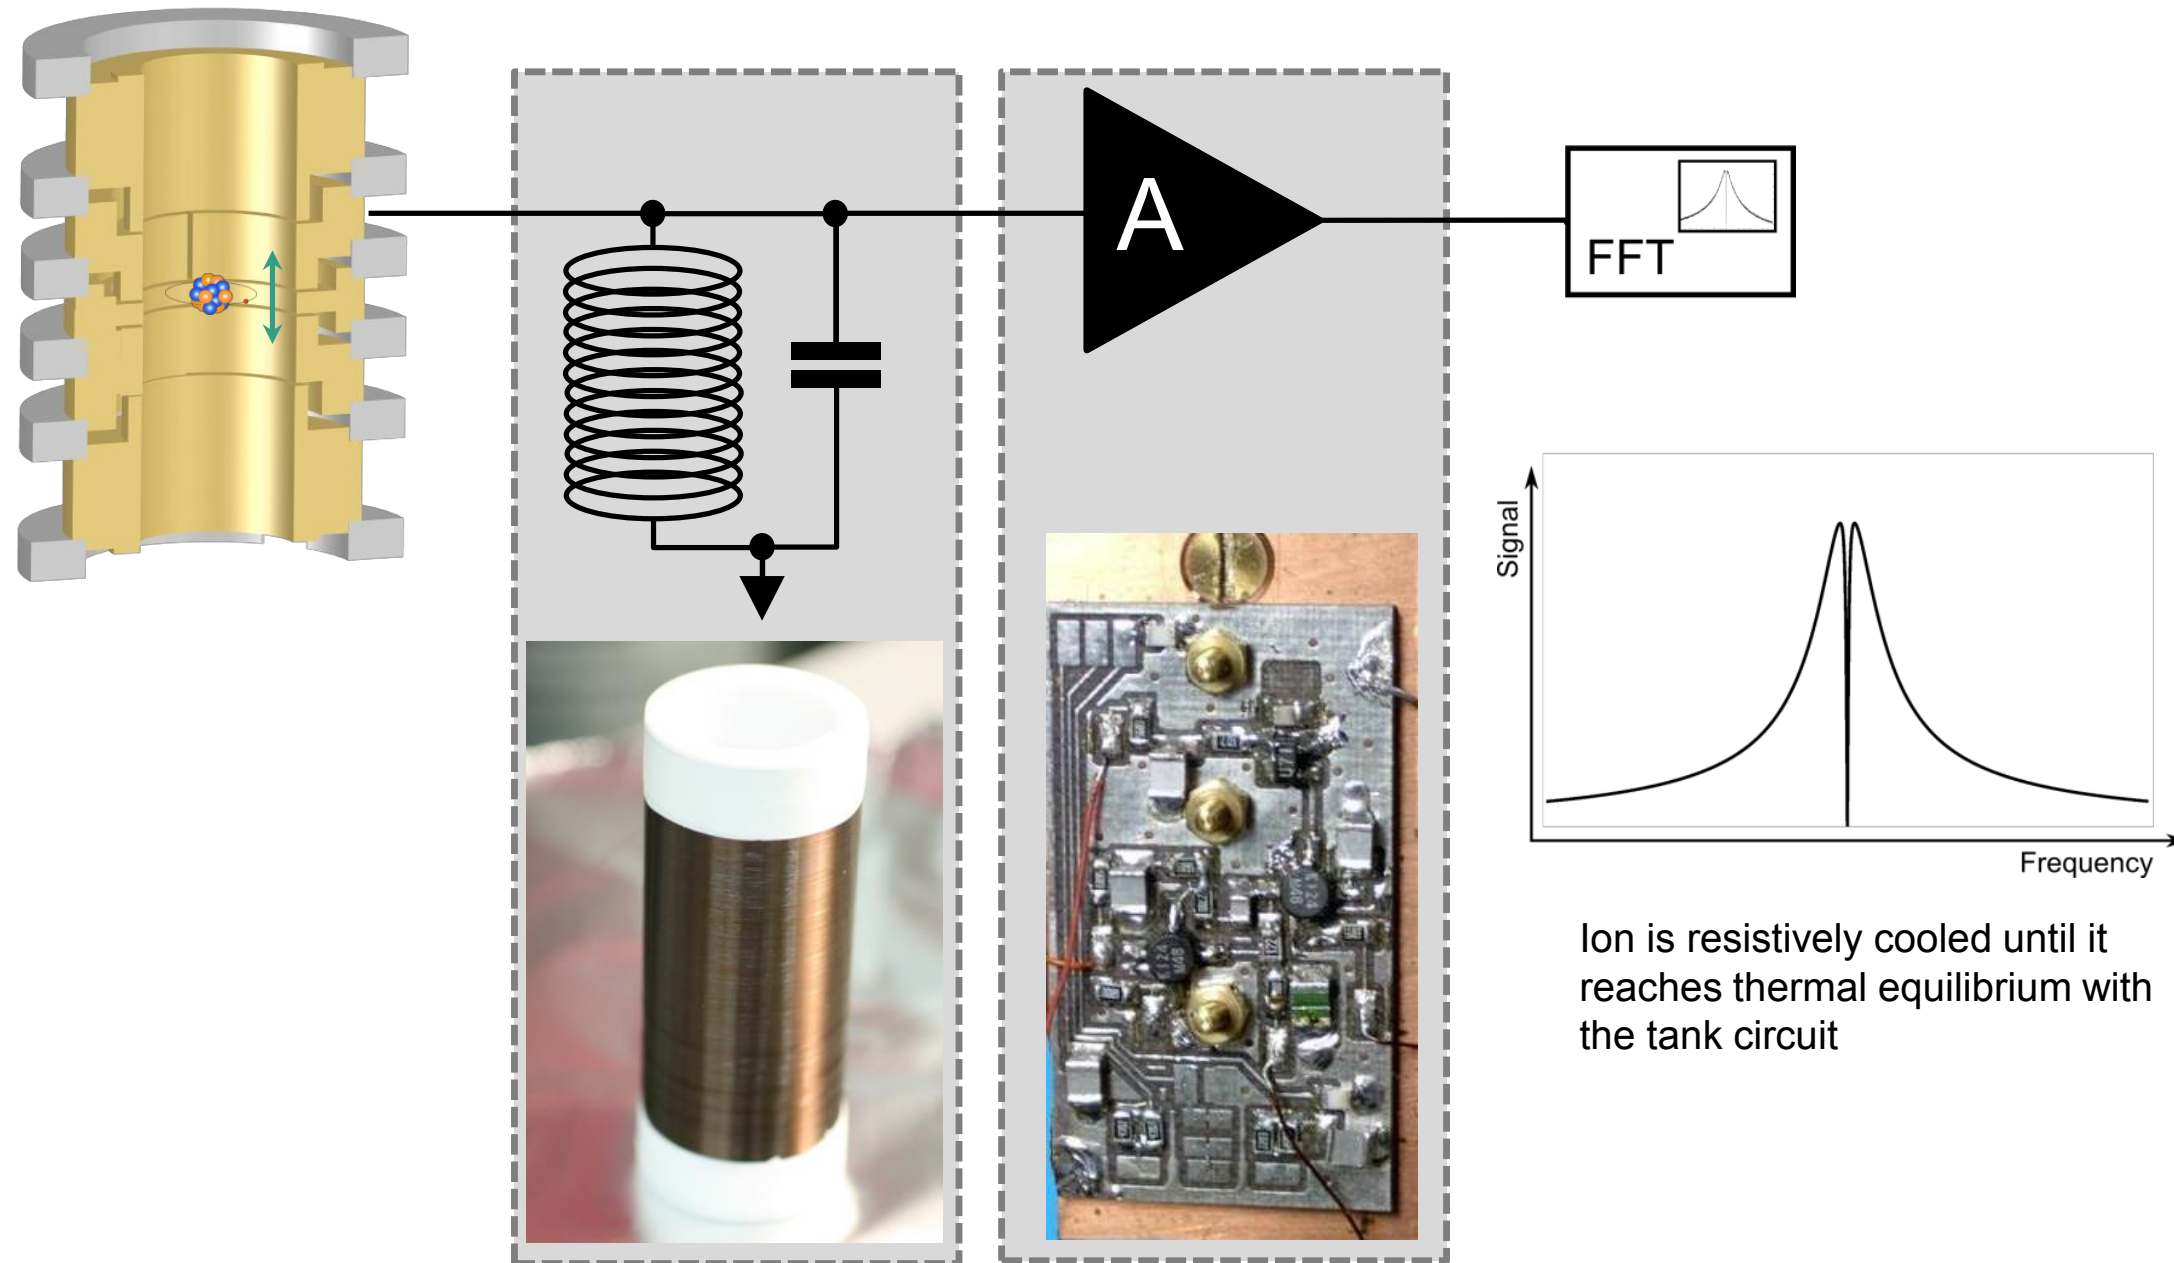 A
FFT
Signal
Frequency
Ion is resistively cooled until it
reaches thermal equilibrium with
the tank circuit